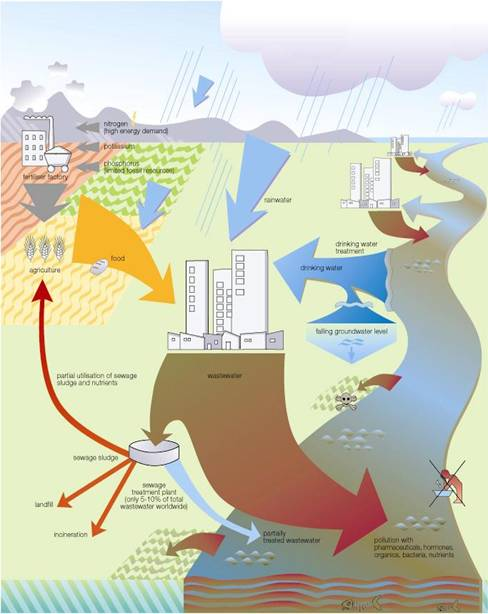 nitrogen
(high energy demand)
potassium
phosphorus
(limited fossil resources)
fertiliser factory
rainwater
drinking water
treatment
food
agriculture
drinking water
falling groundwater level
partial utilisation of sewage
sludge and nutrients
wastewater
sewage sludge
sewage
treatment plant
(only 5-10% of total
wastewater worldwide)
landfill
incineration
partially
treated wastewater
pollution with
pharmaceuticals, hormones,
organics, bacteria, nutrients